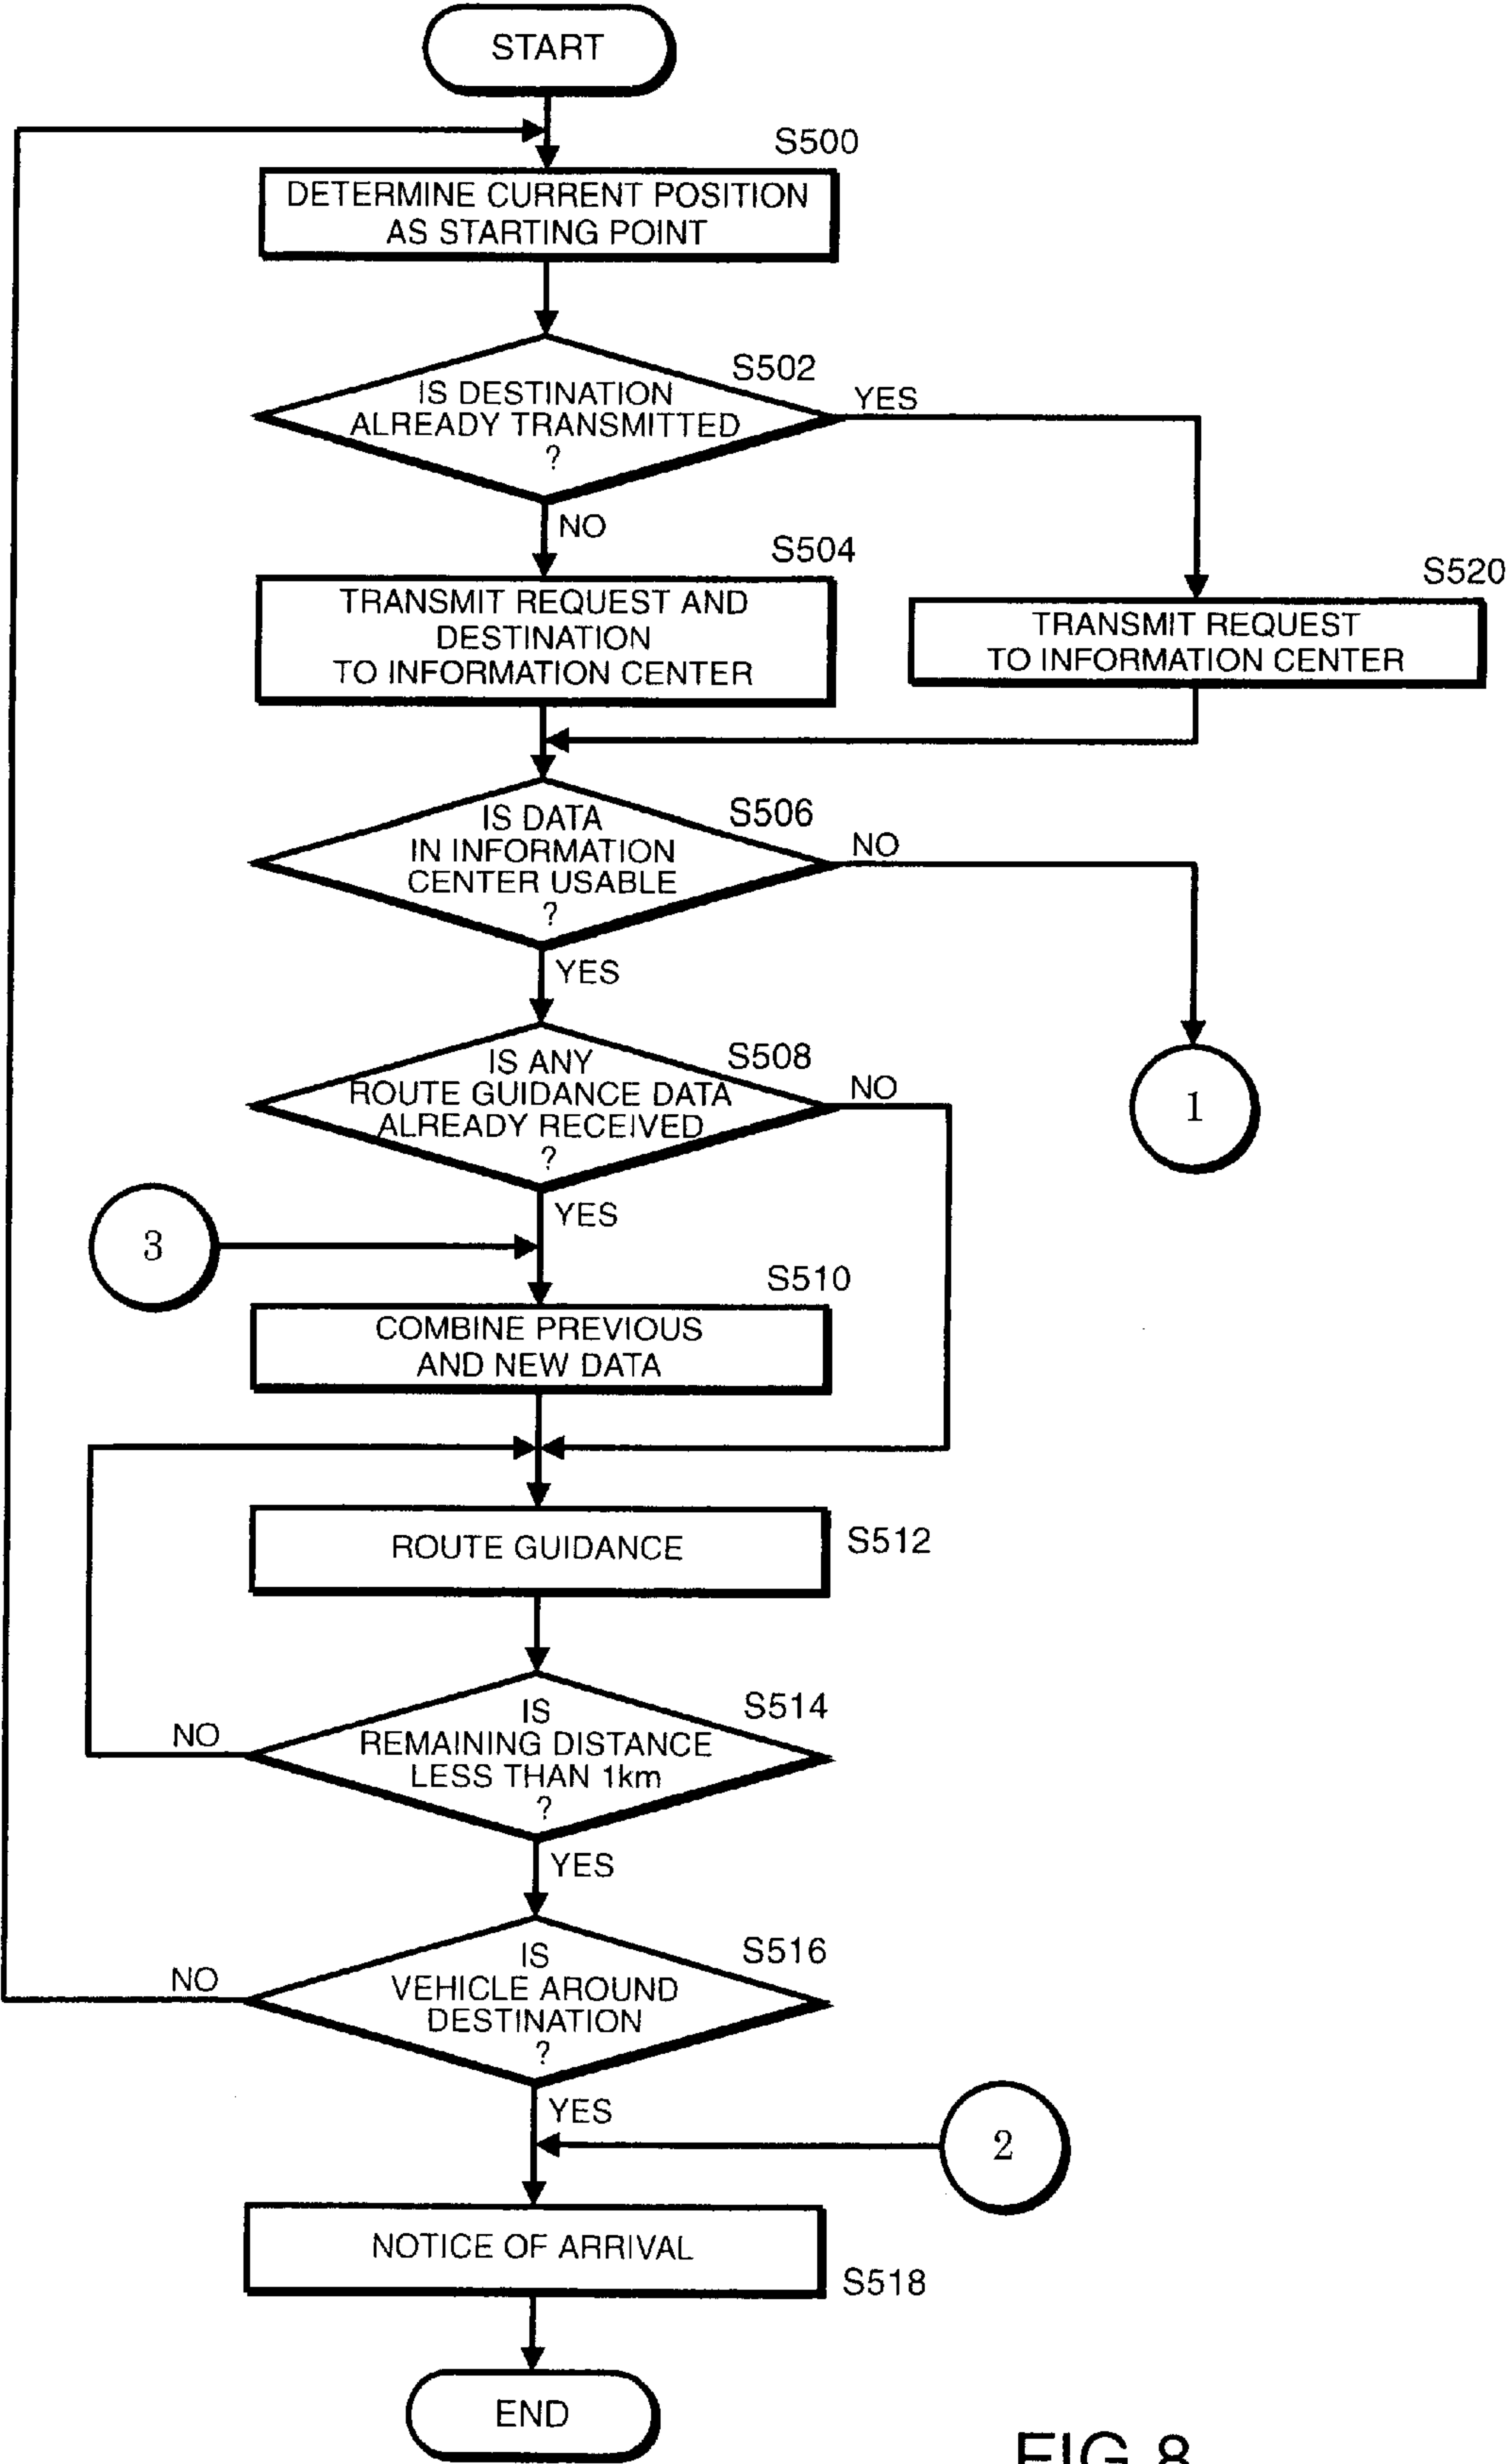 START
S500
DETERMINE CURRENT POSITION
AS STARTING POINT
S502
IS DESTINATION
ALREADY TRANSMITTED
?
YES
NO
S504
TRANSMIT REQUEST AND
DESTINATION
TO INFORMATION CENTER
S520
TRANSMIT REQUEST
TO INFORMATION CENTER
S506
IS DATA
IN INFORMATION
CENTER USABLE
?
NO
YES
S508
IS ANY
ROUTE GUIDANCE DATA
ALREADY RECEIVED
?
NO
1
YES
3
S510
COMBINE PREVIOUS
AND NEW DATA
ROUTE GUIDANCE
S512
S514
IS
REMAINING DISTANCE
LESS THAN 1km
?
NO
YES
S516
IS
VEHICLE AROUND
DESTINATION
?
NO
YES
2
NOTICE OF ARRIVAL
S518
END
FIG. 8